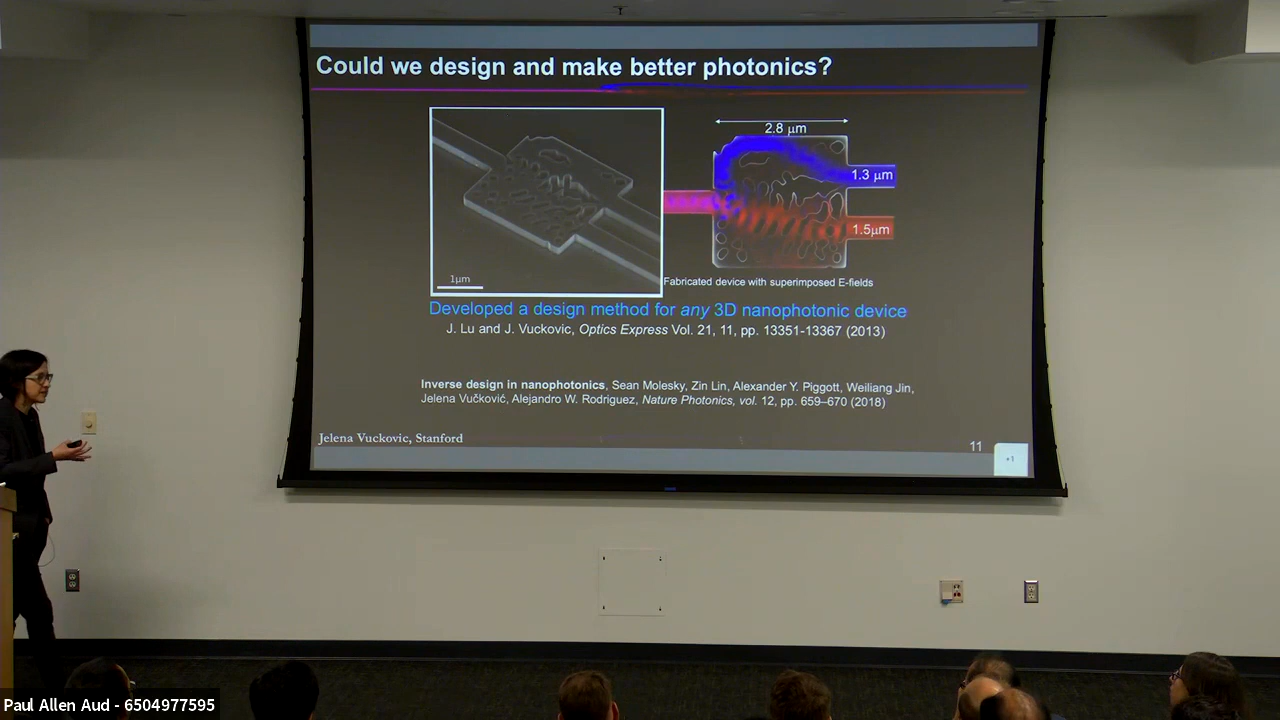 Could we design and make better photonics?
2.8 μm
1.3 μm
1.5μm
1μm
Fabricated device with superimposed E-fields
Developed a design method for any 3D nanophotonic device
J. Lu and J. Vuckovic, Optics Express Vol. 21, 11, pp. 13351-13367 (2013)
Inverse design in nanophotonics, Sean Molesky, Zin Lin, Alexander Y. Piggott, Weiliang Jin,
Jelena Vučković, Alejandro W. Rodriguez, Nature Photonics, vol. 12, pp. 659–670 (2018)
Jelena Vuckovic, Stanford
11
+1
Paul Allen Aud - 6504977595